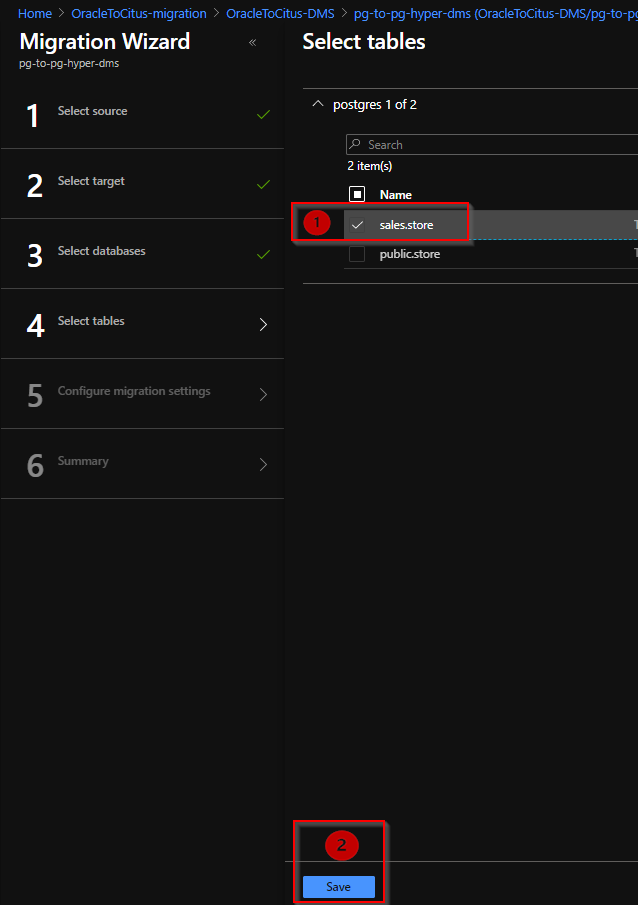 Home > OracleToCitus-migration > OracleToCitus-DMS > pg-to-pg-hyper-dms (OracleToCitus-DMS/pg-to-pg
Migration Wizard «
pg-to-pg-hyper-dms
1 Select source
2 Select target
3 Select databases
4 Select tables
5 Configure migration settings
6 Summary
Select tables
postgres 1 of 2
Search
2 item(s)
Name
1 sales.store
public.store
2
Save